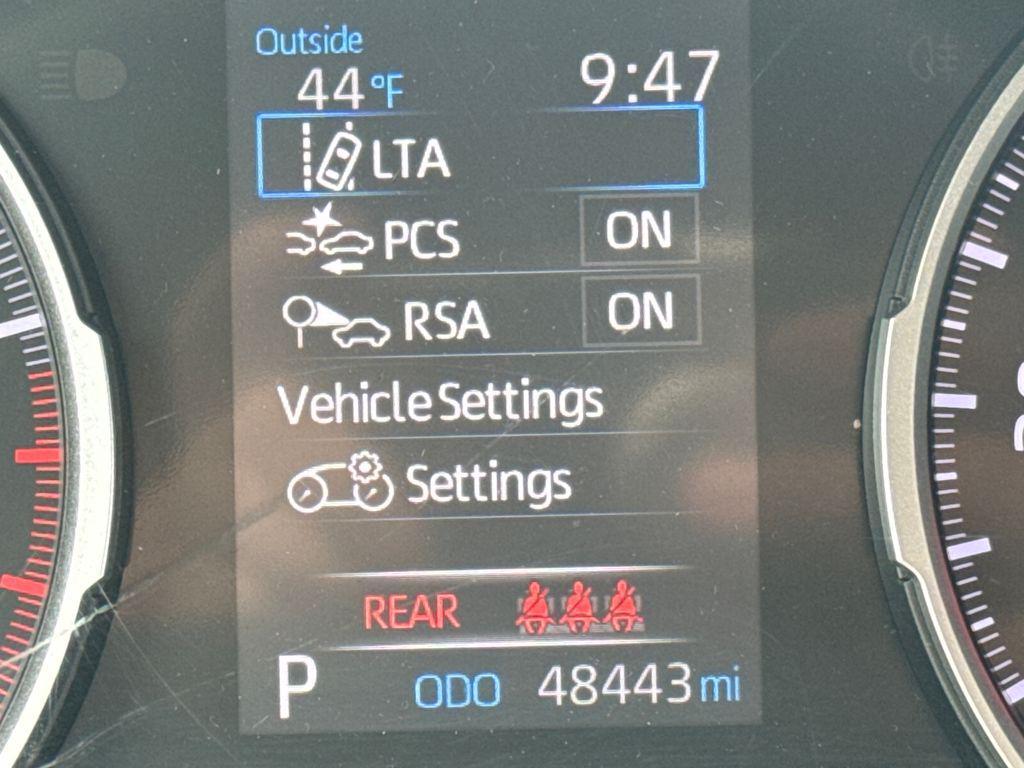 Outside
44 °F 9:47
LTA
PCS ON
RSA ON
Vehicle Settings
Settings
REAR
P ODO 48443 mi